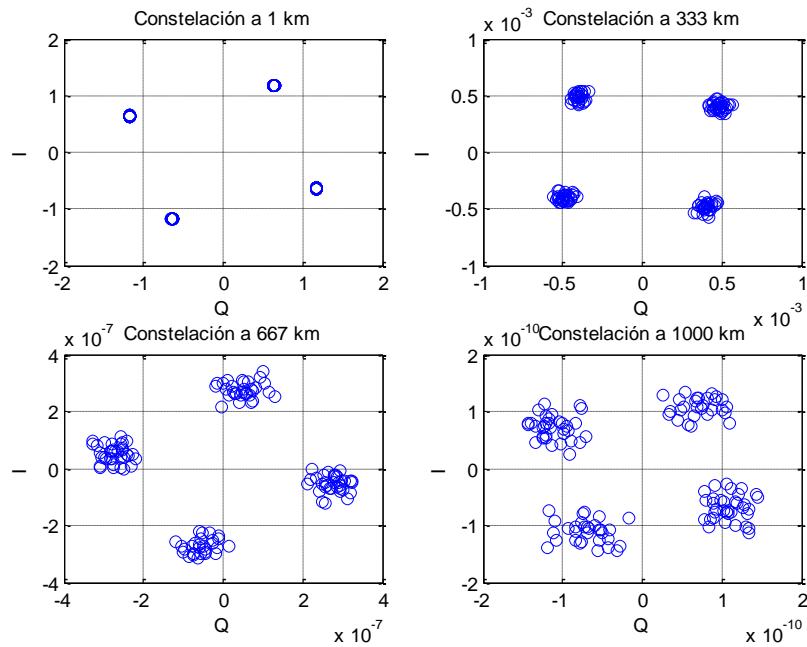 Constelación a 1 km
2
1
0
-1
-2
I
-2 -1 0 1 2
Q
Constelación a 333 km
x 10^-3
1
0.5
0
-0.5
-1
I
-1 -0.5 0 0.5 1
Q
x 10^-3
Constelación a 667 km
x 10^-7
4
2
0
-2
-4
I
-4 -2 0 2 4
Q
x 10^-7
Constelación a 1000 km
x 10^-10
2
1
0
-1
-2
I
-2 -1 0 1 2
Q
x 10^-10